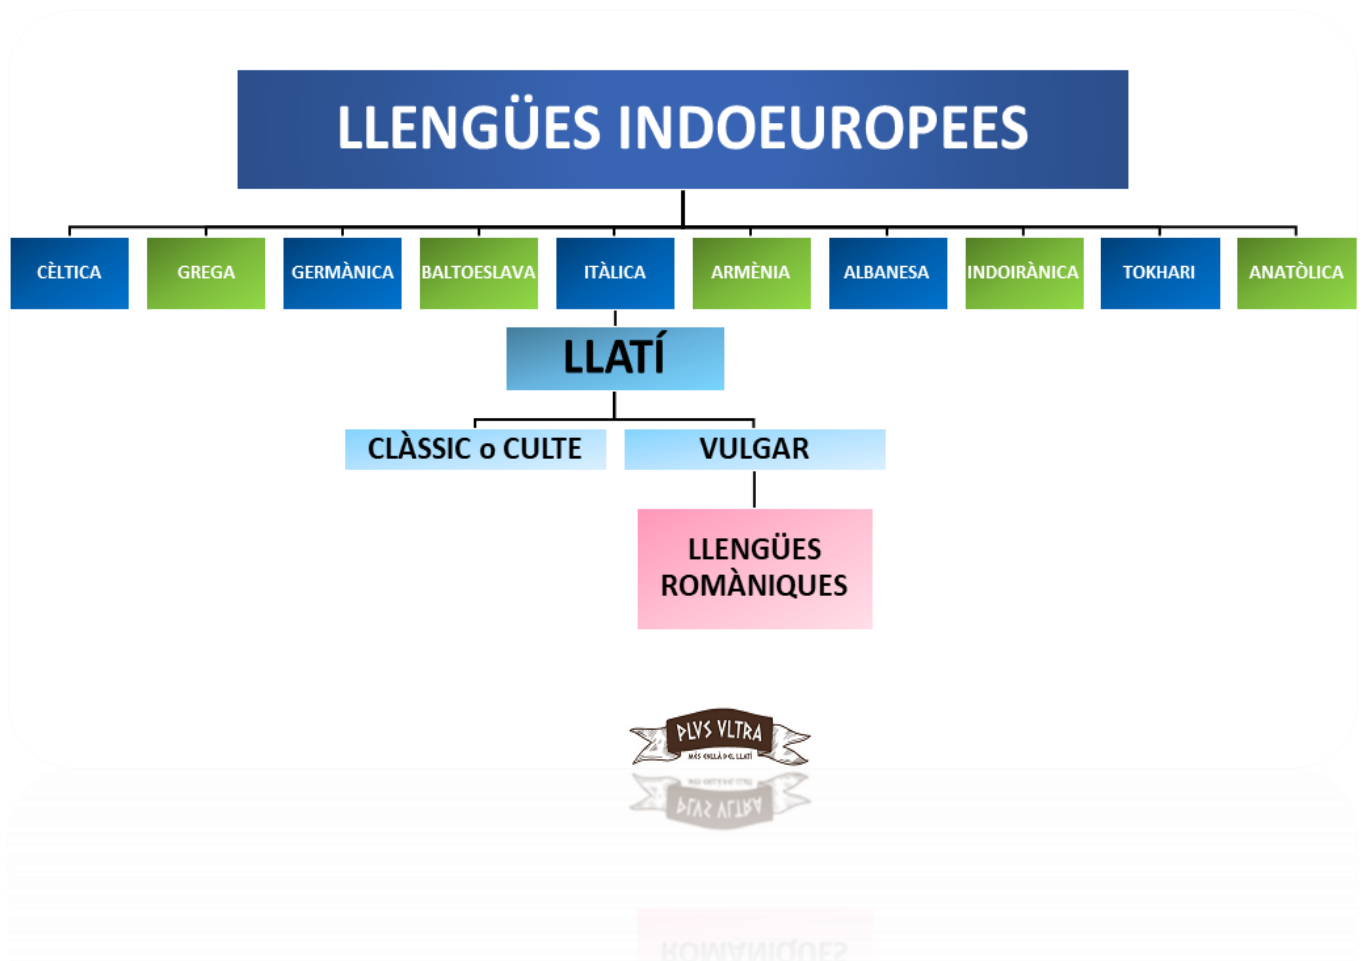 LLENGÜES INDOEUROPEES
CÈLTICA
GREGA
GERMÀNICA
BALTOESLAVA
ITÀLICA
ARMÈNIA
ALBANESA
INDOIRÀNICA
TOKHARI
ANATÒLICA
LLATÍ
CLÀSSIC o CULTE
VULGAR
LLENGÜES
ROMÀNIQUES
PLVS VLTRA
MÉS ENLLÀ DEL LLATÍ